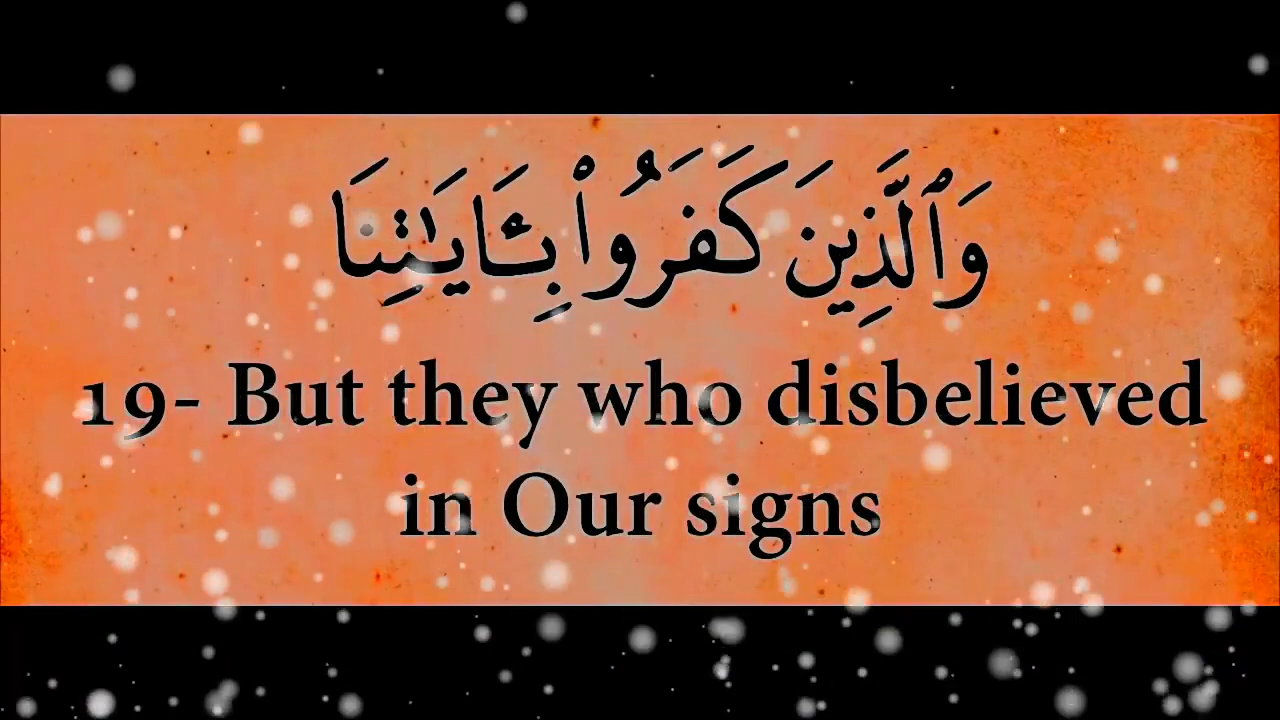 وَٱلَّذِينَ كَفَرُوا۟ بِـَٔايَـٰتِنَا
19- But they who disbelieved
in Our signs